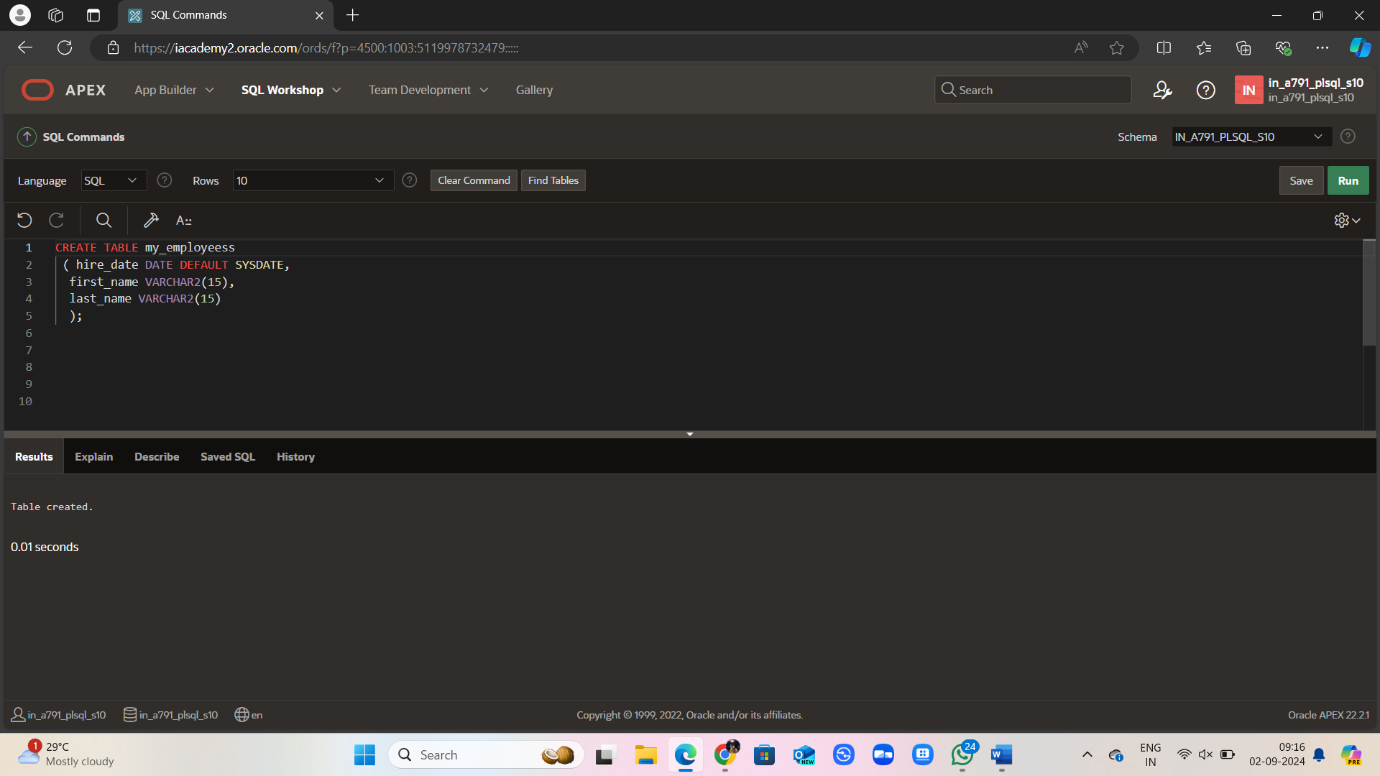 SQL Commands
https://iacademy2.oracle.com/ords/f?p=4500:1003:5119978732479:::::
APEX App Builder SQL Workshop Team Development Gallery Search IN in_a791_plsql_s10
in_a791_plsql_s10
SQL Commands Schema IN_A791_PLSQL_S10
Language SQL Rows 10 Clear Command Find Tables Save Run
A::
1 CREATE TABLE my_employeess
2 ( hire_date DATE DEFAULT SYSDATE,
3 first_name VARCHAR2(15),
4 last_name VARCHAR2(15)
5 );
6
7
8
9
10
Results Explain Describe Saved SQL History
Table created.
0.01 seconds
in_a791_plsql_s10 in_a791_plsql_s10 en Copyright © 1999, 2022, Oracle and/or its affiliates. Oracle APEX 22.2.1
1 29°C
Mostly cloudy
Search
NEW
24
ENG
IN
09:16
02-09-2024
PRE